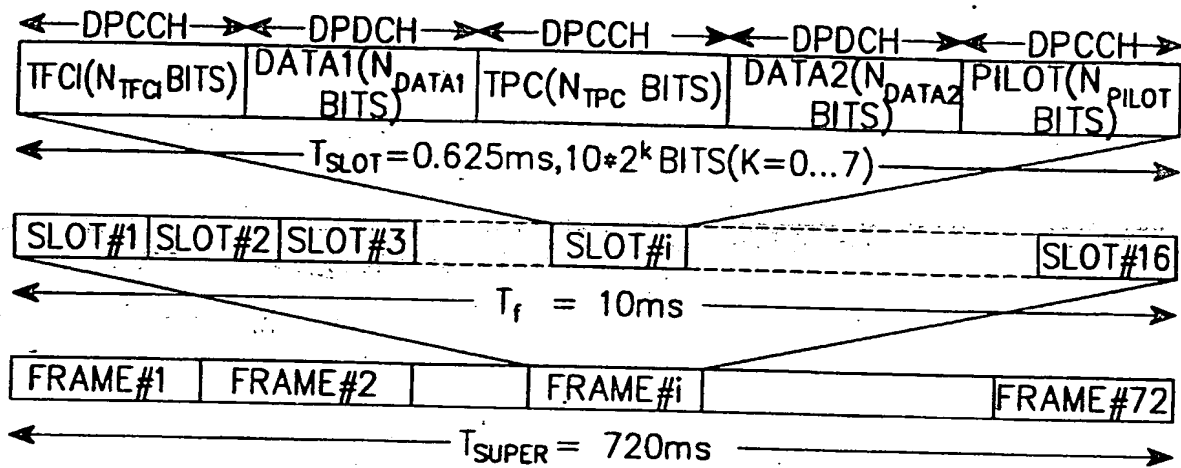 DPCCH DPDCH DPCCH DPDCH DPCCH
TFCI(N_TFCI BITS) DATA1(N_DATA1 BITS) TPC(N_TPC BITS) DATA2(N_DATA2 BITS) PILOT(N_PILOT BITS)
T_SLOT=0.625ms,10*2^k BITS(K=0...7)
SLOT#1 SLOT#2 SLOT#3 SLOT#i SLOT#16
T_f = 10ms
FRAME#1 FRAME#2 FRAME#i FRAME#72
T_SUPER = 720ms